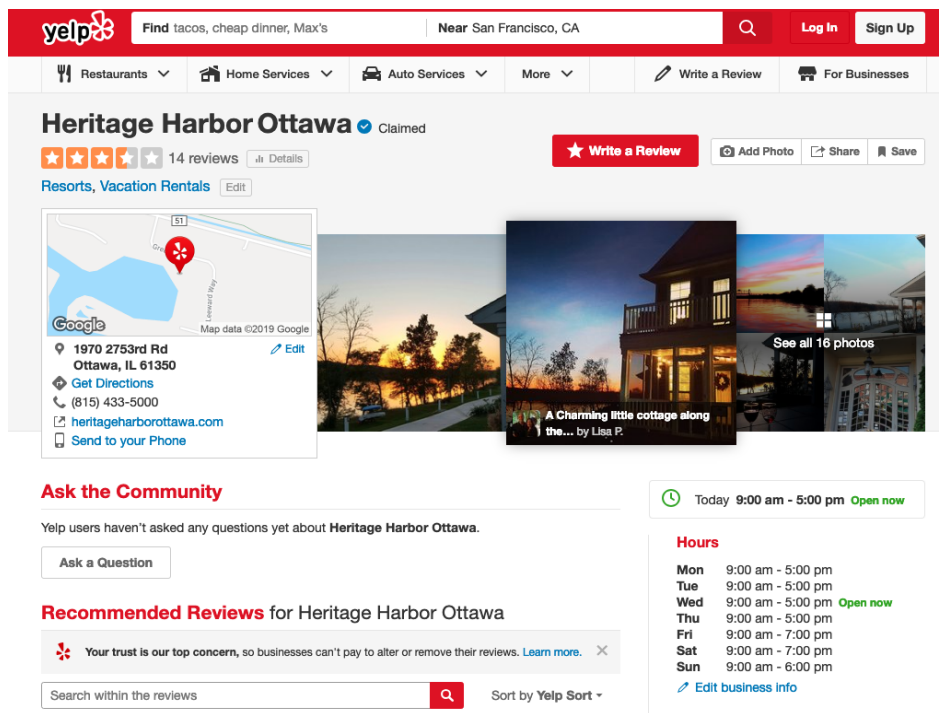 yelp
Find tacos, cheap dinner, Max's
Near San Francisco, CA
Log In
Sign Up
Restaurants
Home Services
Auto Services
More
Write a Review
For Businesses
Heritage Harbor Ottawa Claimed
14 reviews Details
Write a Review
Add Photo
Share
Save
Resorts, Vacation Rentals Edit
51
Leeward Way
Google
Map data ©2019 Google
1970 2753rd Rd
Ottawa, IL 61350
Edit
Get Directions
(815) 433-5000
heritageharborottawa.com
Send to your Phone
A Charming little cottage along
the... by Lisa P.
See all 16 photos
Ask the Community
Yelp users haven't asked any questions yet about Heritage Harbor Ottawa.
Ask a Question
Recommended Reviews for Heritage Harbor Ottawa
Your trust is our top concern, so businesses can't pay to alter or remove their reviews. Learn more.
Search within the reviews
Sort by Yelp Sort
Today 9:00 am - 5:00 pm Open now
Hours
Mon 9:00 am - 5:00 pm
Tue 9:00 am - 5:00 pm
Wed 9:00 am - 5:00 pm Open now
Thu 9:00 am - 5:00 pm
Fri 9:00 am - 7:00 pm
Sat 9:00 am - 7:00 pm
Sun 9:00 am - 6:00 pm
Edit business info